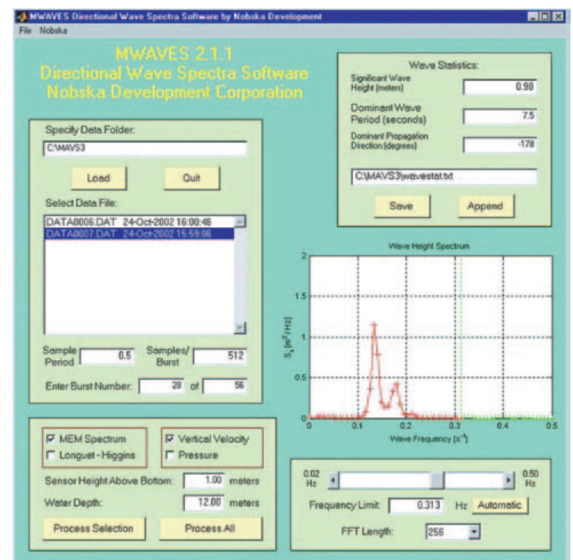 MWAVES Directional Wave Spectra Software by Nobska Development
File Nobska
MWAVES 2.1.1
Directional Wave Spectra Software
Nobska Development Corporation
Specify Data Folder:
C:\MAVS3
Load Quit
Select Data File:
DATA0006.DAT 24-Oct-2002 16:00:46
DATA0007.DAT 24-Oct-2002 15:59:06
Sample Period 0.5 Samples/ Burst 512
Enter Burst Number: 28 of 56
MEM Spectrum
Longuet-Higgins
Vertical Velocity
Pressure
Sensor Height Above Bottom: 1.00 meters
Water Depth: 12.00 meters
Process Selection Process All
Wave Statistics:
Significant Wave
Height (meters) 0.98
Dominant Wave
Period (seconds) 7.5
Dominant Propagation
Direction (degrees) -178
C:\MAVS3\wavestat.txt
Save Append
Wave Height Spectrum
2
1.5
1
0.5
0
S_η [m²/Hz]
0 0.1 0.2 0.3 0.4 0.5
Wave Frequency [s⁻¹]
0.02 Hz
0.50 Hz
Frequency Limit: 0.313 Hz Automatic
FFT Length: 256